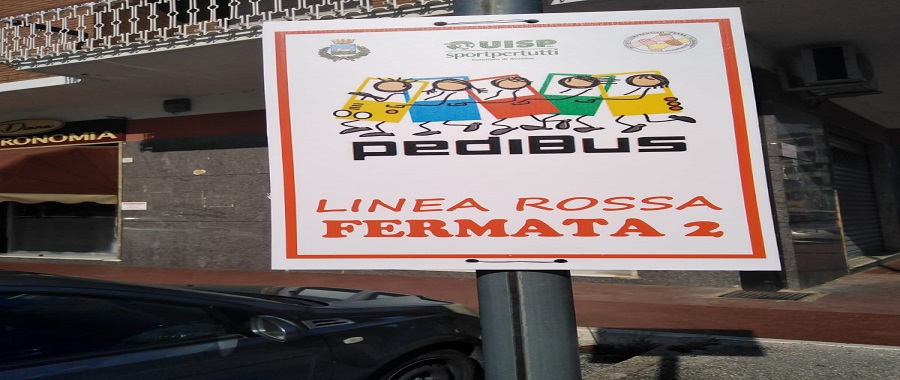 UISP
sportpertutti
pediBus
LINEA ROSSA
FERMATA 2
RONOMIA